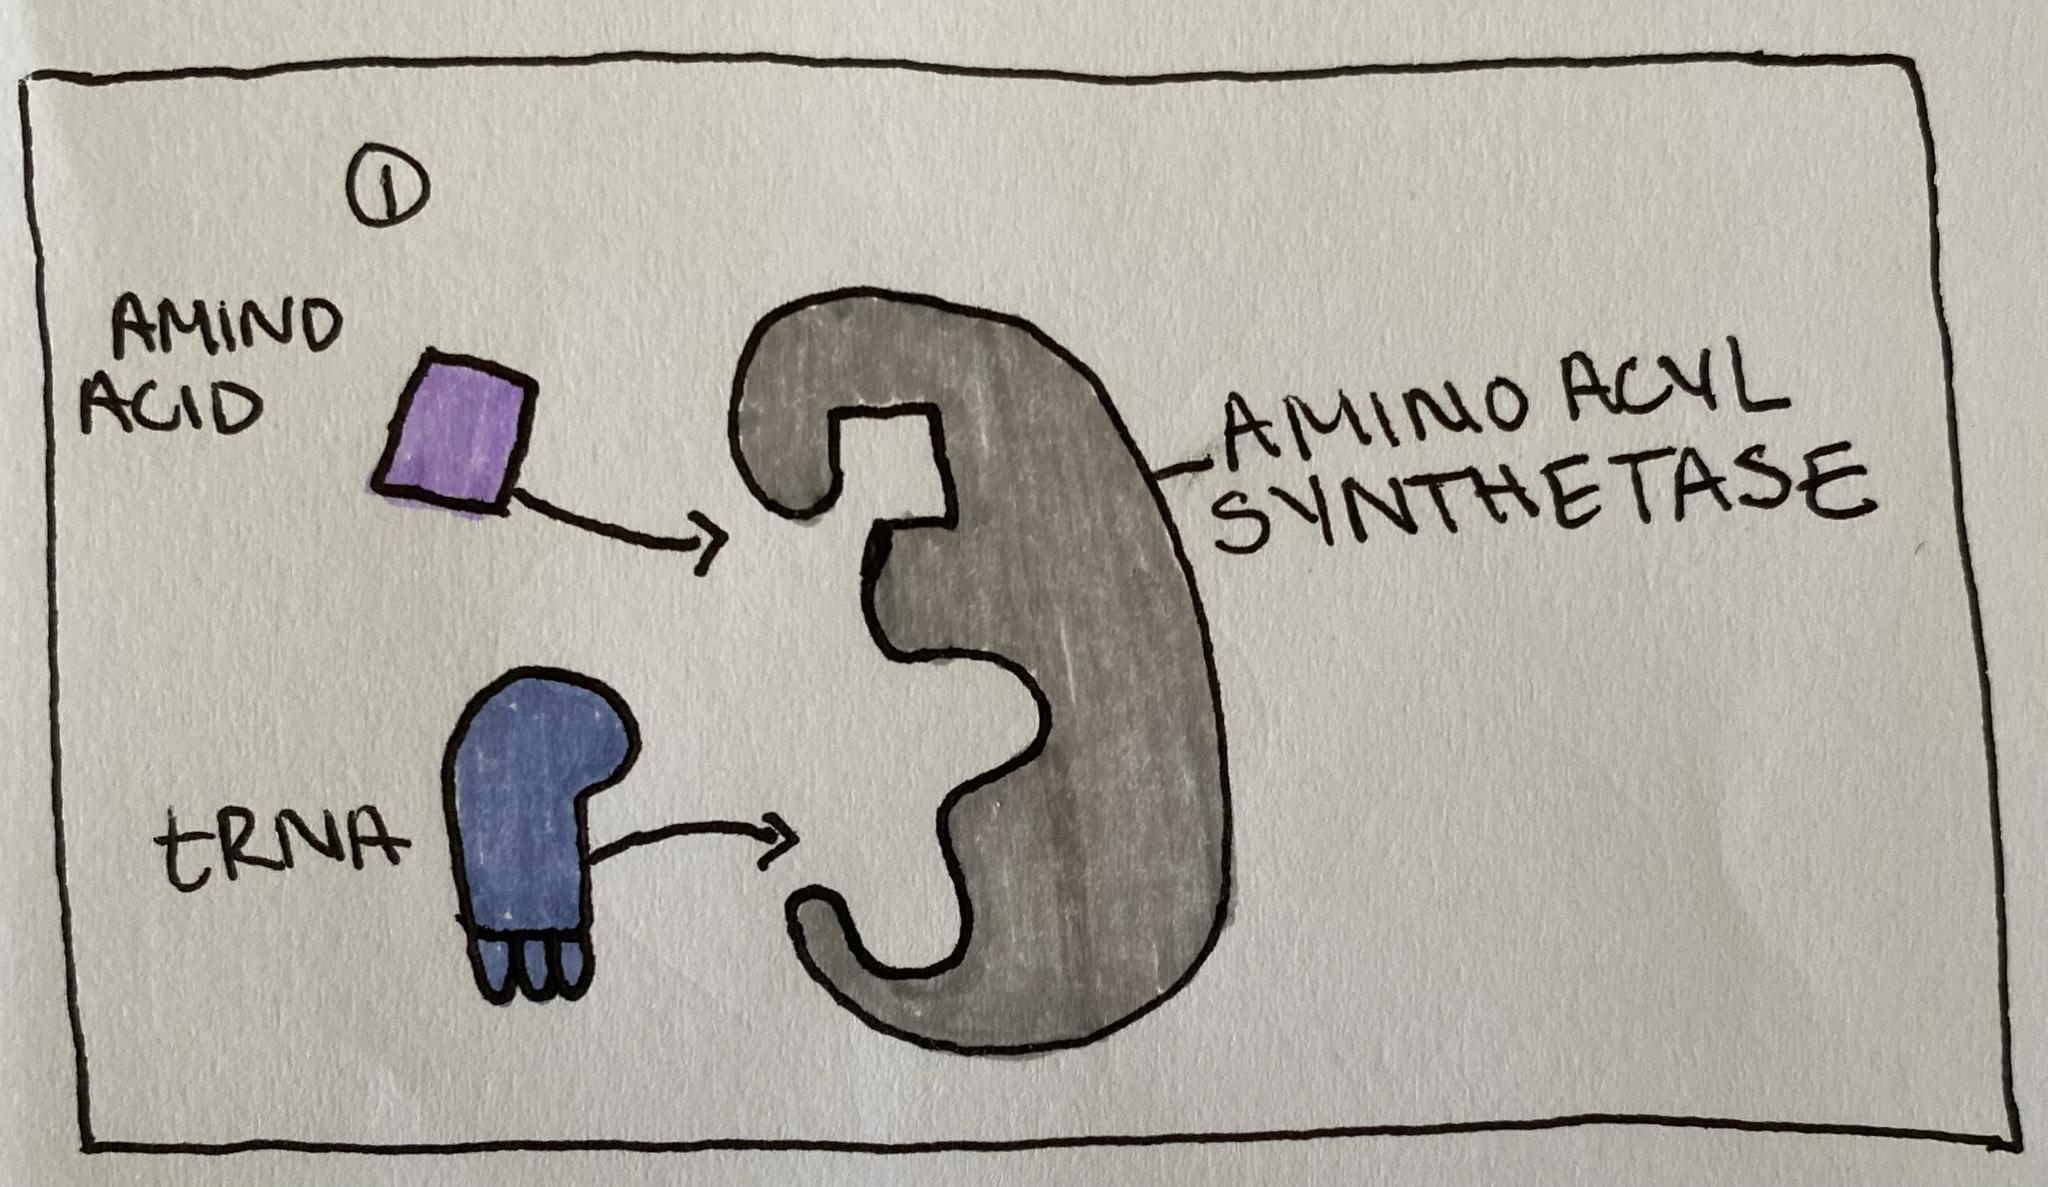 ①
AMINO
ACID
AMINO ACYL
SYNTHETASE
tRNA